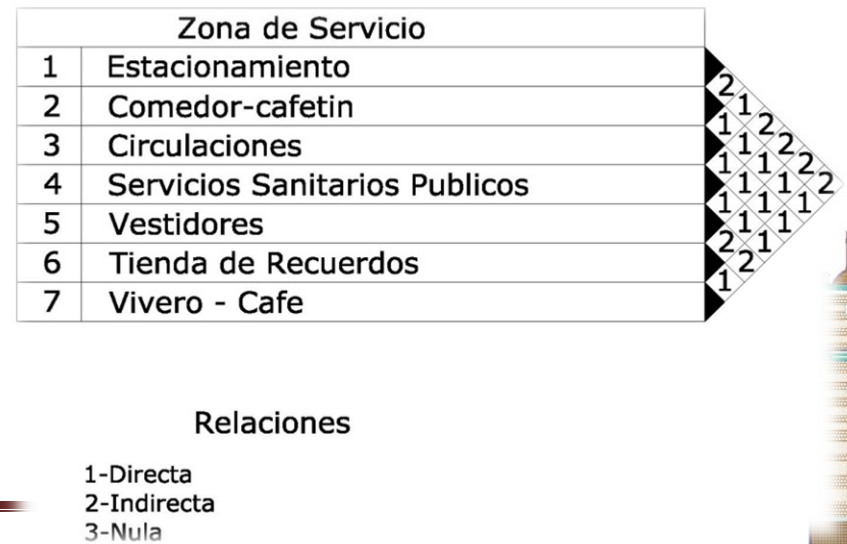 Zona de Servicio
1 Estacionamiento
2 Comedor-cafetin
3 Circulaciones
4 Servicios Sanitarios Publicos
5 Vestidores
6 Tienda de Recuerdos
7 Vivero - Cafe
2
1
1 2
1 2
1 1 2
1 1 2
1 1 1
1 1
2 1
2
1
Relaciones
1-Directa
2-Indirecta
3-Nula